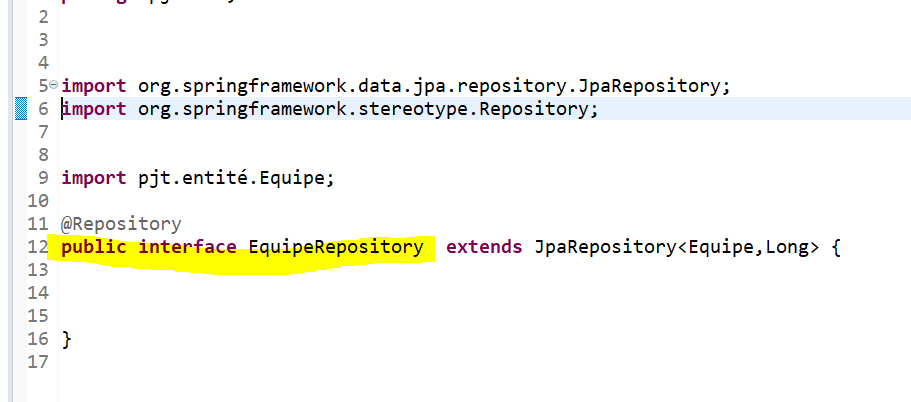 2
3
4
5 import org.springframework.data.jpa.repository.JpaRepository;
6 import org.springframework.stereotype.Repository;
7
8
9 import pjt.entité.Equipe;
10
11 @Repository
12 public interface EquipeRepository extends JpaRepository<Equipe,Long> {
13
14
15
16 }
17